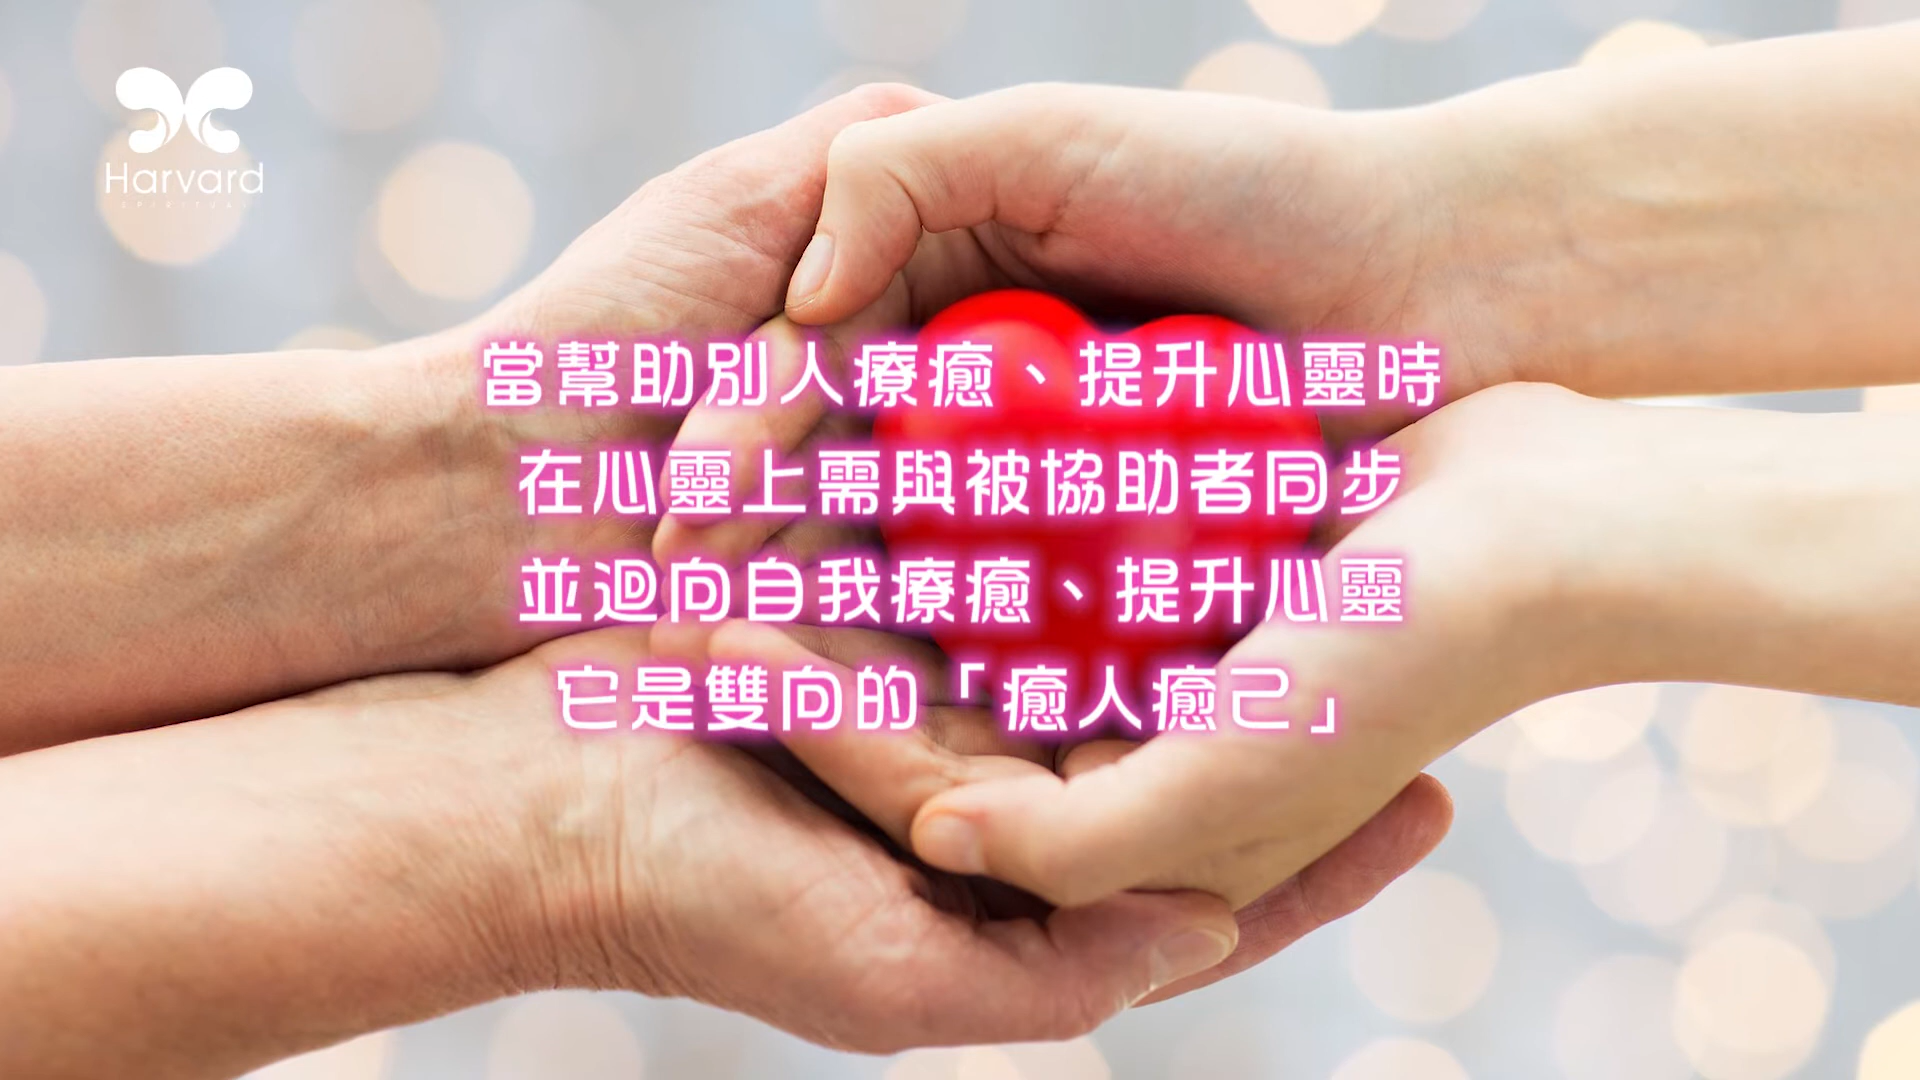 Harvard
SPIRITUAL
當幫助別人療癒、提升心靈時
在心靈上需與被協助者同步
並迴向自我療癒、提升心靈
它是雙向的「癒人癒己」